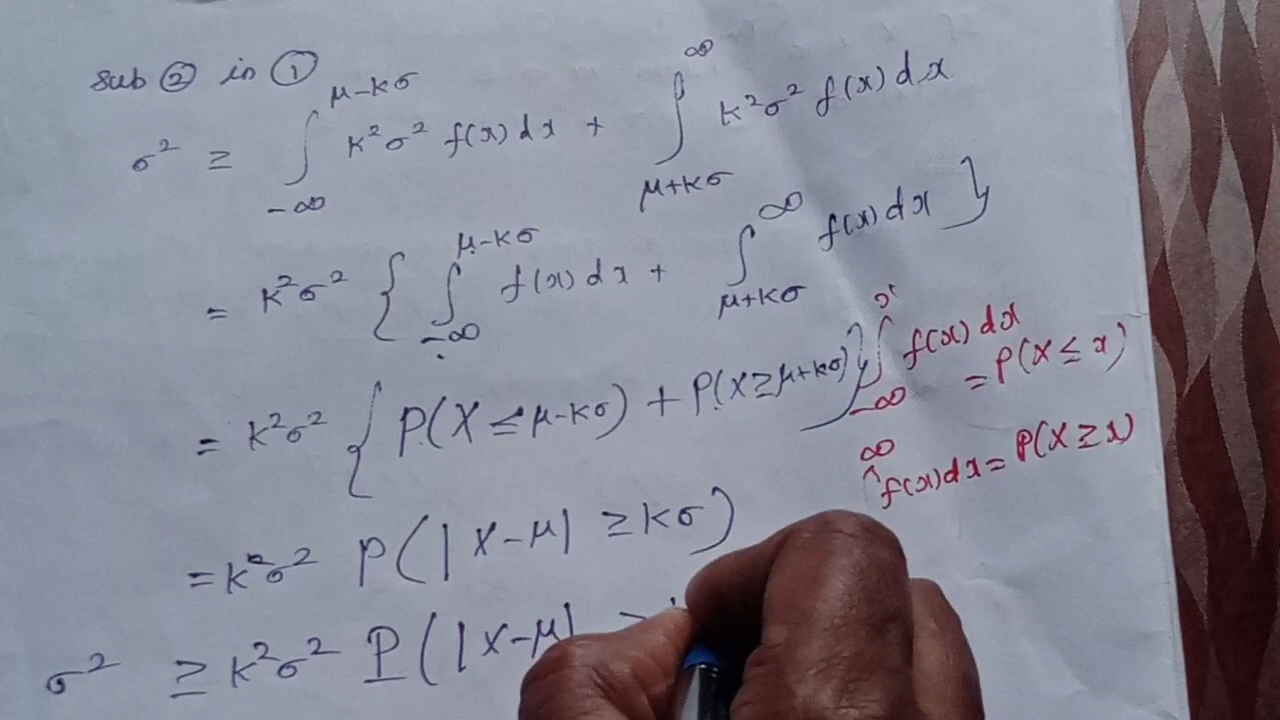 sub ② in ①
σ² ≥ ∫_{-∞}^{μ-kσ} k²σ² f(x) dx + ∫_{μ+kσ}^{∞} k²σ² f(x) dx
= k²σ² { ∫_{-∞}^{μ-kσ} f(x) dx + ∫_{μ+kσ}^{∞} f(x) dx }
= k²σ² { P(X ≤ μ-kσ) + P(X ≥ μ+kσ) }
∫_{-∞}^{x} f(x) dx
= P(X ≤ x)
∫^{∞} f(x) dx = P(X ≥ x)
= k²σ² P(|X-μ| ≥ kσ)
σ² ≥ k²σ² P(|X-μ| ≥